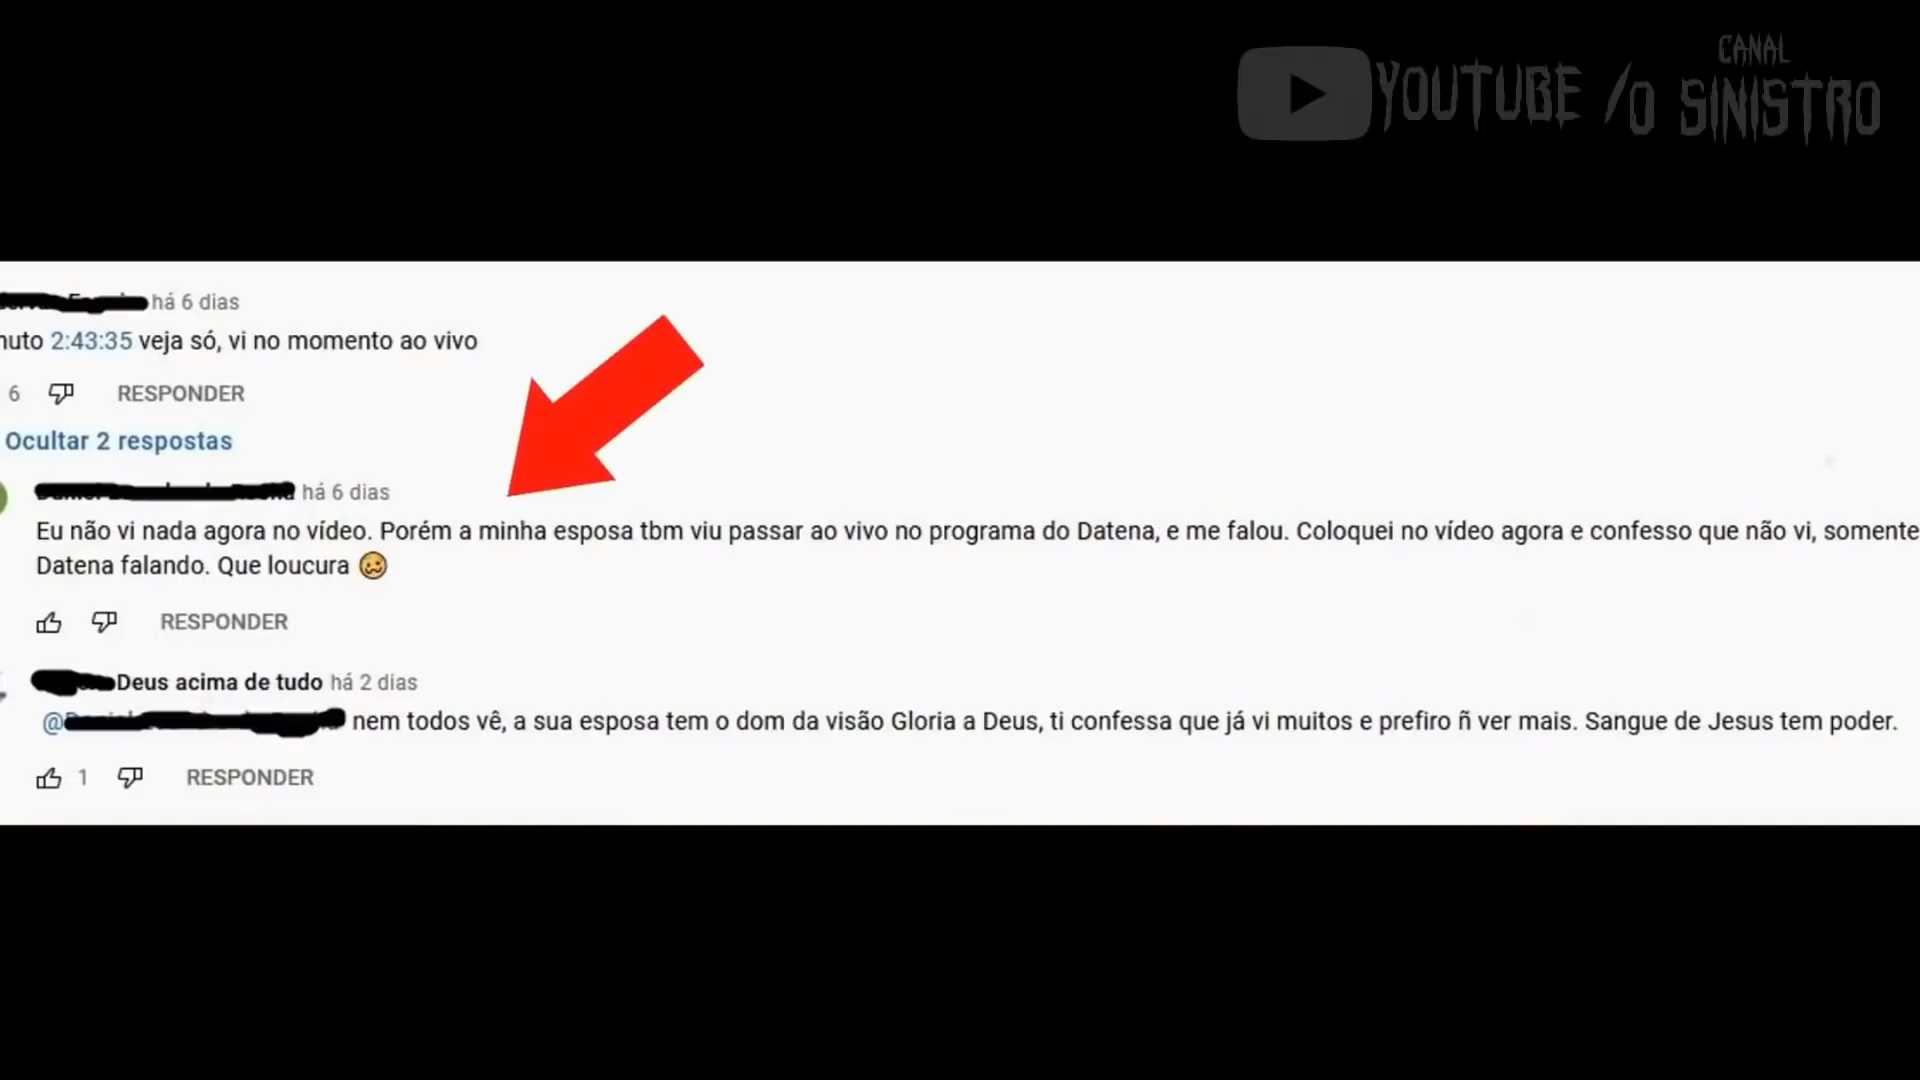 CANAL
YOUTUBE /O SINISTRO
há 6 dias
2:43:35 veja só, vi no momento ao vivo
6 RESPONDER
Ocultar 2 respostas
há 6 dias
Eu não vi nada agora no vídeo. Porém a minha esposa tbm viu passar ao vivo no programa do Datena, e me falou. Coloquei no vídeo agora e confesso que não vi, somente
Datena falando. Que loucura
RESPONDER
Deus acima de tudo há 2 dias
nem todos vê, a sua esposa tem o dom da visão Gloria a Deus, ti confessa que já vi muitos e prefiro ñ ver mais. Sangue de Jesus tem poder.
1 RESPONDER